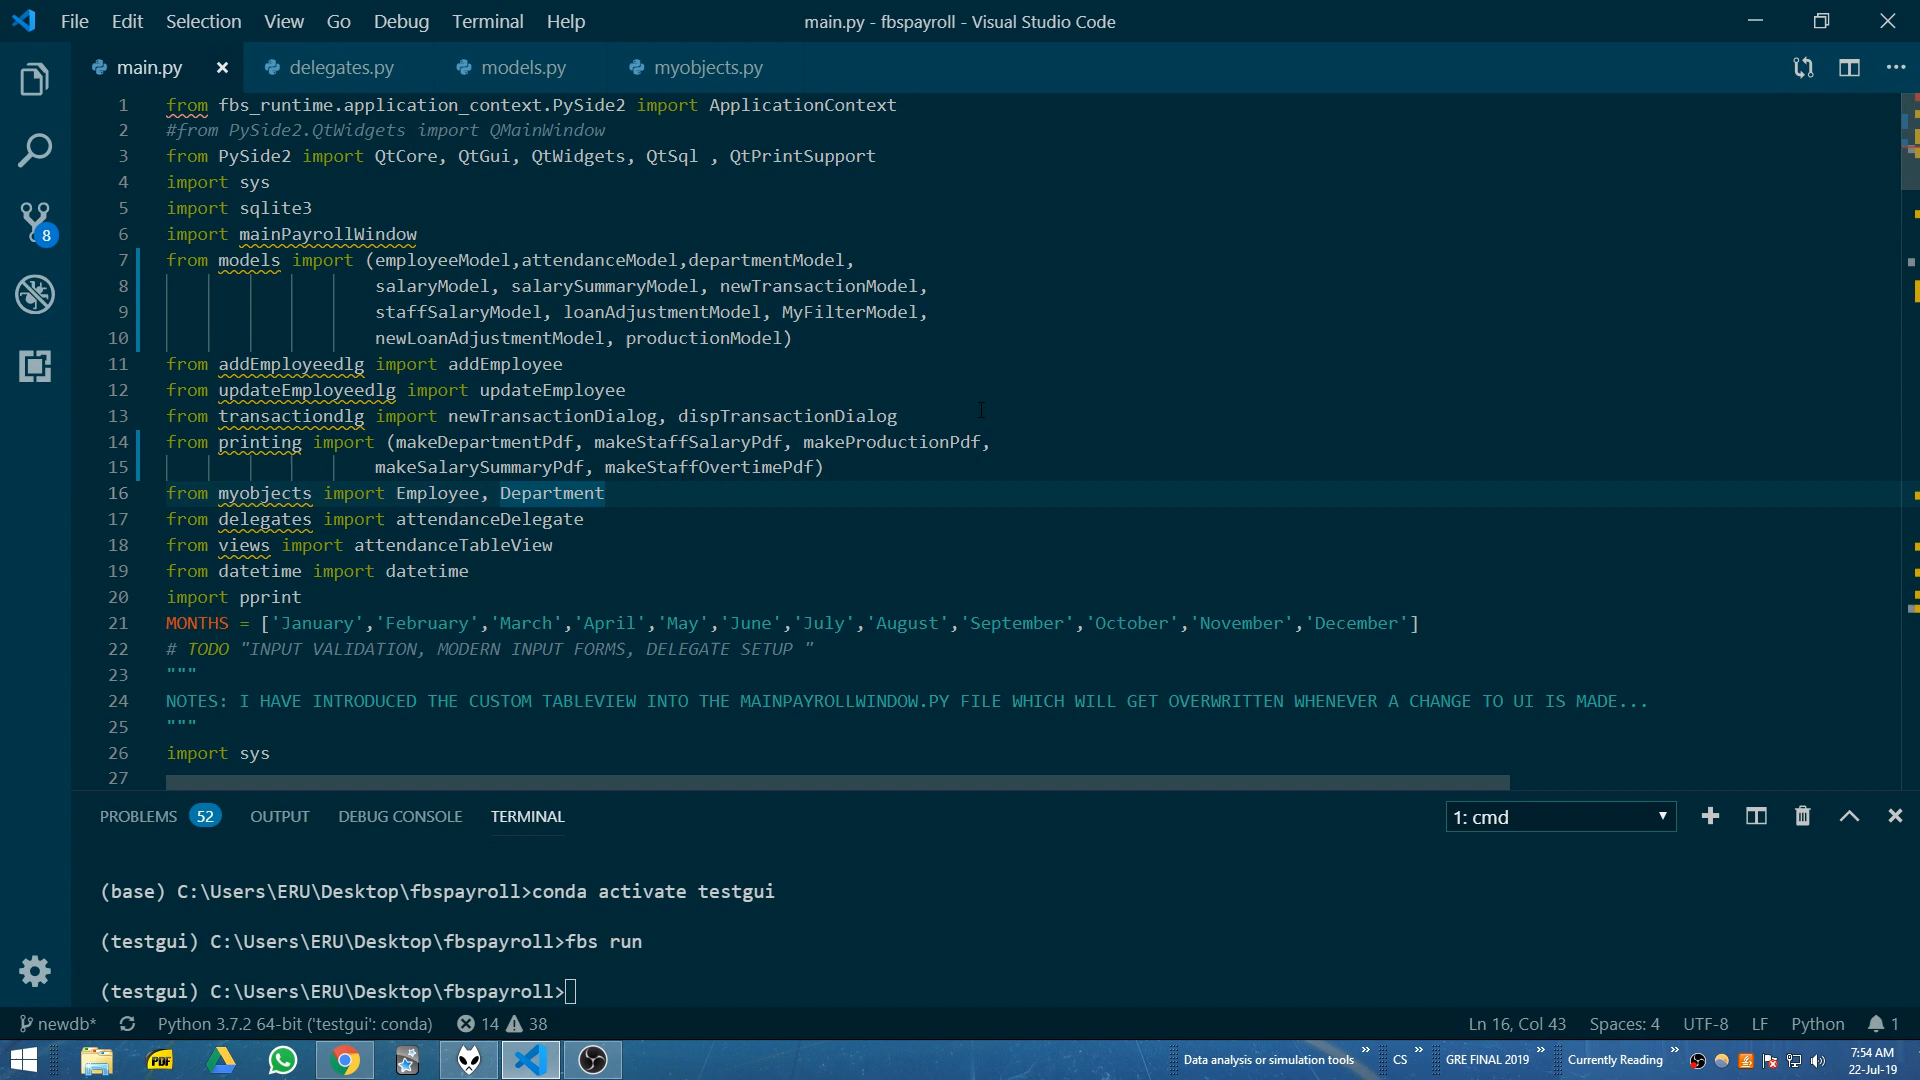 File Edit Selection View Go Debug Terminal Help main.py - fbspayroll - Visual Studio Code
main.py delegates.py models.py myobjects.py
1 from fbs_runtime.application_context.PySide2 import ApplicationContext
2 #from PySide2.QtWidgets import QMainWindow
3 from PySide2 import QtCore, QtGui, QtWidgets, QtSql , QtPrintSupport
4 import sys
5 import sqlite3
6 import mainPayrollWindow
7 from models import (employeeModel,attendanceModel,departmentModel,
8 salaryModel, salarySummaryModel, newTransactionModel,
9 staffSalaryModel, loanAdjustmentModel, MyFilterModel,
10 newLoanAdjustmentModel, productionModel)
11 from addEmployeedlg import addEmployee
12 from updateEmployeedlg import updateEmployee
13 from transactiondlg import newTransactionDialog, dispTransactionDialog
14 from printing import (makeDepartmentPdf, makeStaffSalaryPdf, makeProductionPdf,
15 makeSalarySummaryPdf, makeStaffOvertimePdf)
16 from myobjects import Employee, Department
17 from delegates import attendanceDelegate
18 from views import attendanceTableView
19 from datetime import datetime
20 import pprint
21 MONTHS = ['January','February','March','April','May','June','July','August','September','October','November','December']
22 # TODO "INPUT VALIDATION, MODERN INPUT FORMS, DELEGATE SETUP "
23 """
24 NOTES: I HAVE INTRODUCED THE CUSTOM TABLEVIEW INTO THE MAINPAYROLLWINDOW.PY FILE WHICH WILL GET OVERWRITTEN WHENEVER A CHANGE TO UI IS MADE...
25 """
26 import sys
27
8
PROBLEMS 52 OUTPUT DEBUG CONSOLE TERMINAL 1: cmd
(base) C:\Users\ERU\Desktop\fbspayroll>conda activate testgui
(testgui) C:\Users\ERU\Desktop\fbspayroll>fbs run
(testgui) C:\Users\ERU\Desktop\fbspayroll>
newdb* Python 3.7.2 64-bit ('testgui': conda) 14 38 Ln 16, Col 43 Spaces: 4 UTF-8 LF Python 1
PDF Data analysis or simulation tools » CS » GRE FINAL 2019 » Currently Reading » 7:54 AM
22-Jul-19